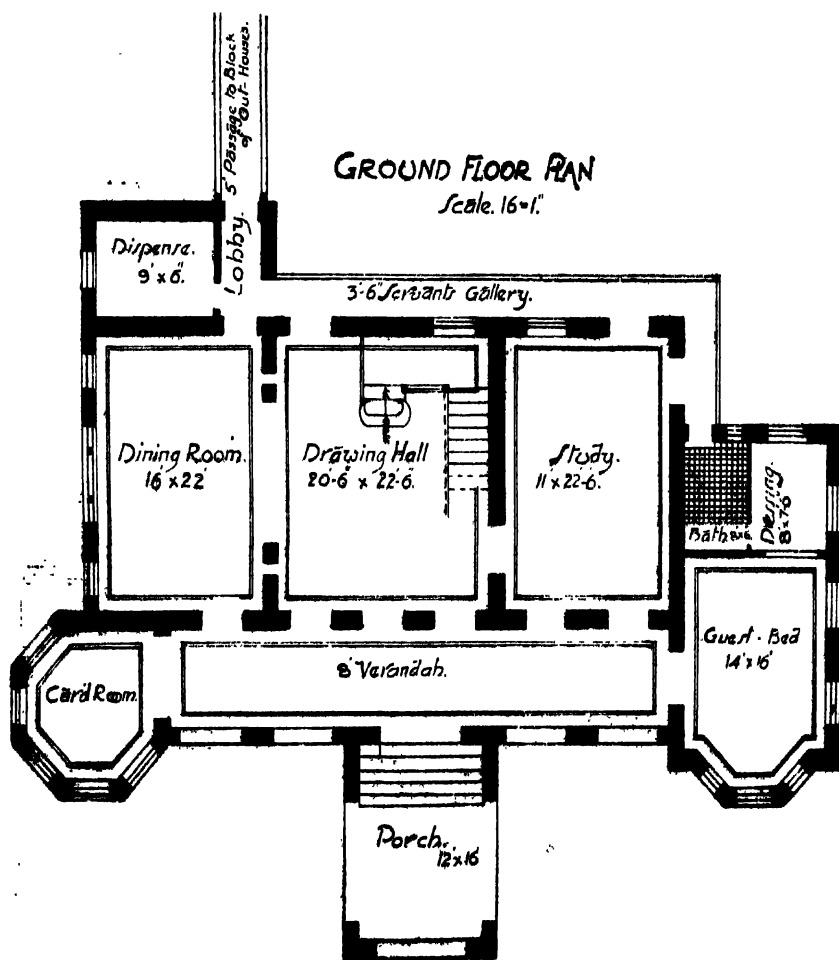 5' Passage to Block
of Out-Houses.
GROUND FLOOR PLAN
Scale. 16=1."
Lobby.
Dispense.
9' x 6'.
3'-6" Servants Gallery.
Dining Room.
16' x 22'
Drawing Hall
20'-6" x 22'-6".
Study.
11' x 22'-6".
Bath 8'x6'.
Dressing.
8' x 7'6"
Guest-Bed
14' x 16'
Card Room.
8' Verandah.
Porch.
12' x 16'